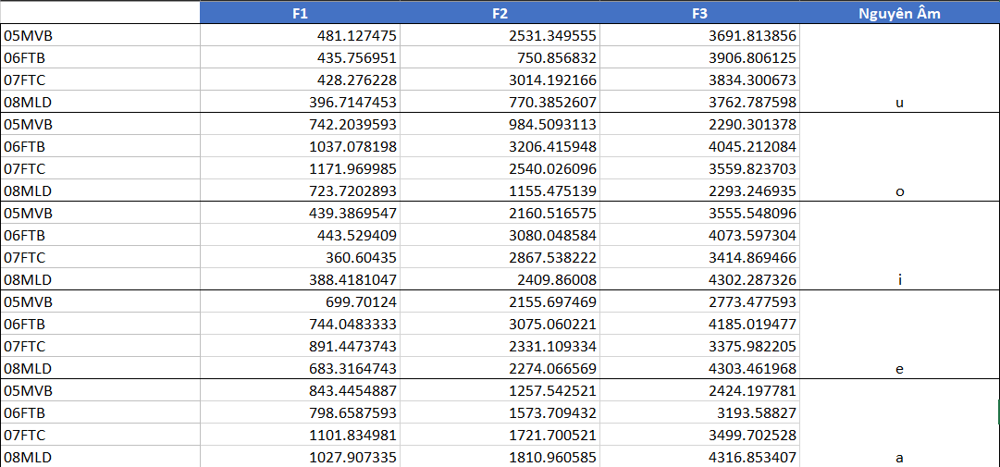 F1 F2 F3 Nguyên Âm
05MVB 481.127475 2531.349555 3691.813856
06FTB 435.756951 750.856832 3906.806125
07FTC 428.276228 3014.192166 3834.300673
08MLD 396.7147453 770.3852607 3762.787598 u
05MVB 742.2039593 984.5093113 2290.301378
06FTB 1037.078198 3206.415948 4045.212084
07FTC 1171.969985 2540.026096 3559.823703
08MLD 723.7202893 1155.475139 2293.246935 o
05MVB 439.3869547 2160.516575 3555.548096
06FTB 443.529409 3080.048584 4073.597304
07FTC 360.60435 2867.538222 3414.869466
08MLD 388.4181047 2409.86008 4302.287326 i
05MVB 699.70124 2155.697469 2773.477593
06FTB 744.0483333 3075.060221 4185.019477
07FTC 891.4473743 2331.109334 3375.982205
08MLD 683.3164743 2274.066569 4303.461968 e
05MVB 843.4454887 1257.542521 2424.197781
06FTB 798.6587593 1573.709432 3193.58827
07FTC 1101.834981 1721.700521 3499.702528
08MLD 1027.907335 1810.960585 4316.853407 a